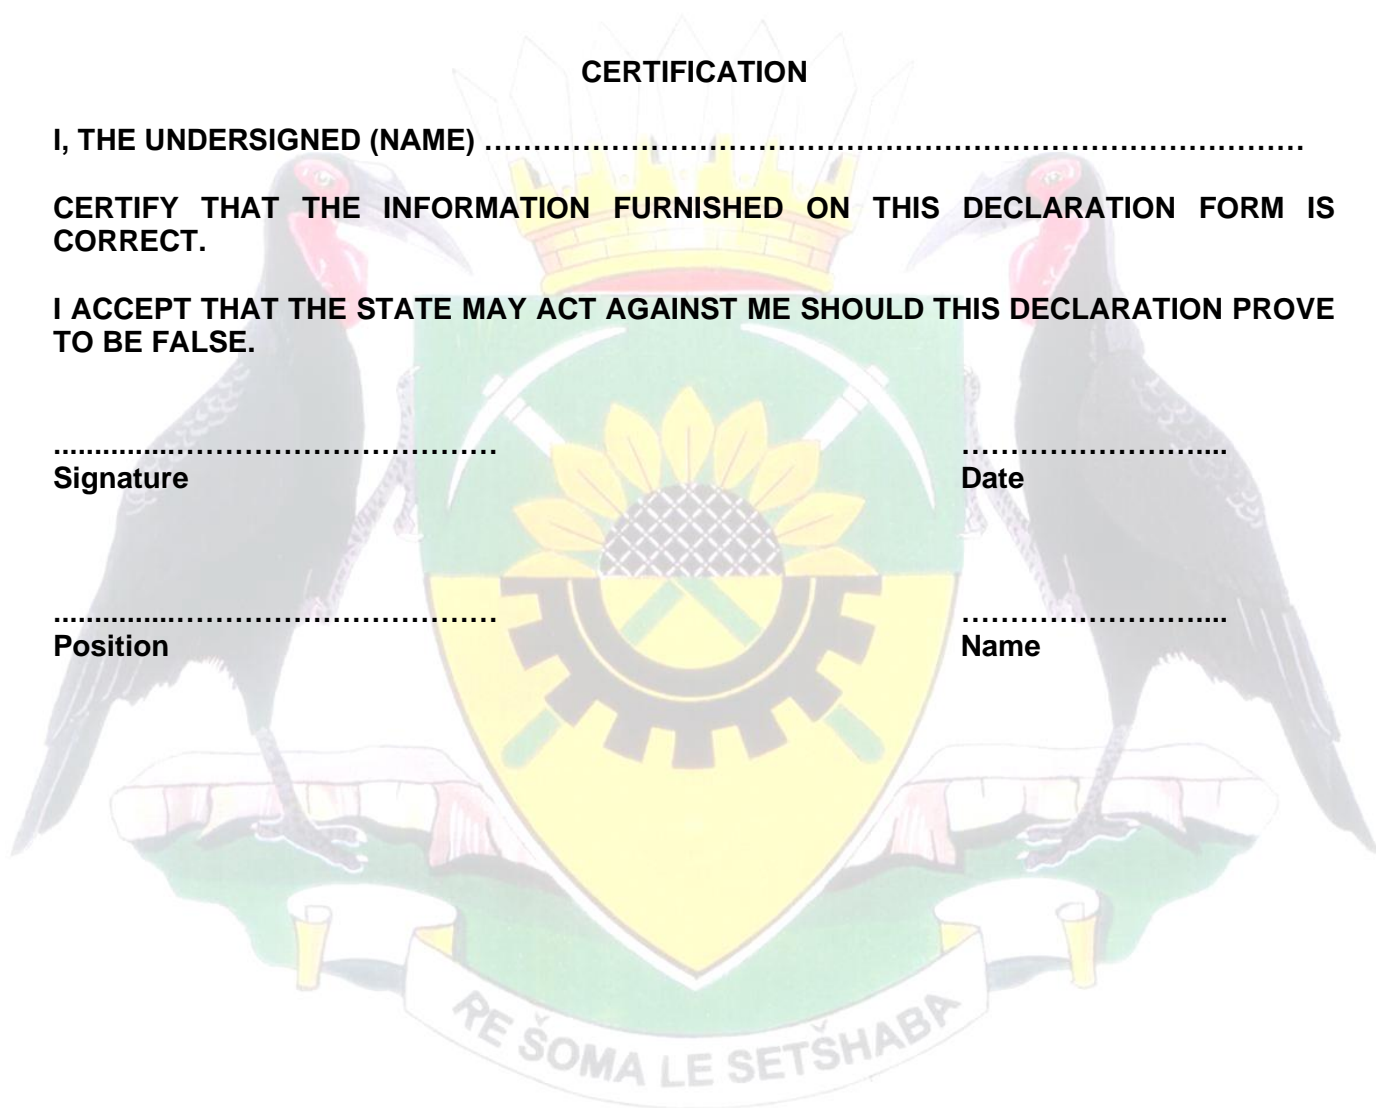 CERTIFICATION
I, THE UNDERSIGNED (NAME) ……………………………………………………………………………
CERTIFY THAT THE INFORMATION FURNISHED ON THIS DECLARATION FORM IS
CORRECT.
I ACCEPT THAT THE STATE MAY ACT AGAINST ME SHOULD THIS DECLARATION PROVE
TO BE FALSE.
...............…………………………… ……………………....
Signature Date
...............…………………………… ……………………....
Position Name
RE ŠOMA LE SETŠHABA